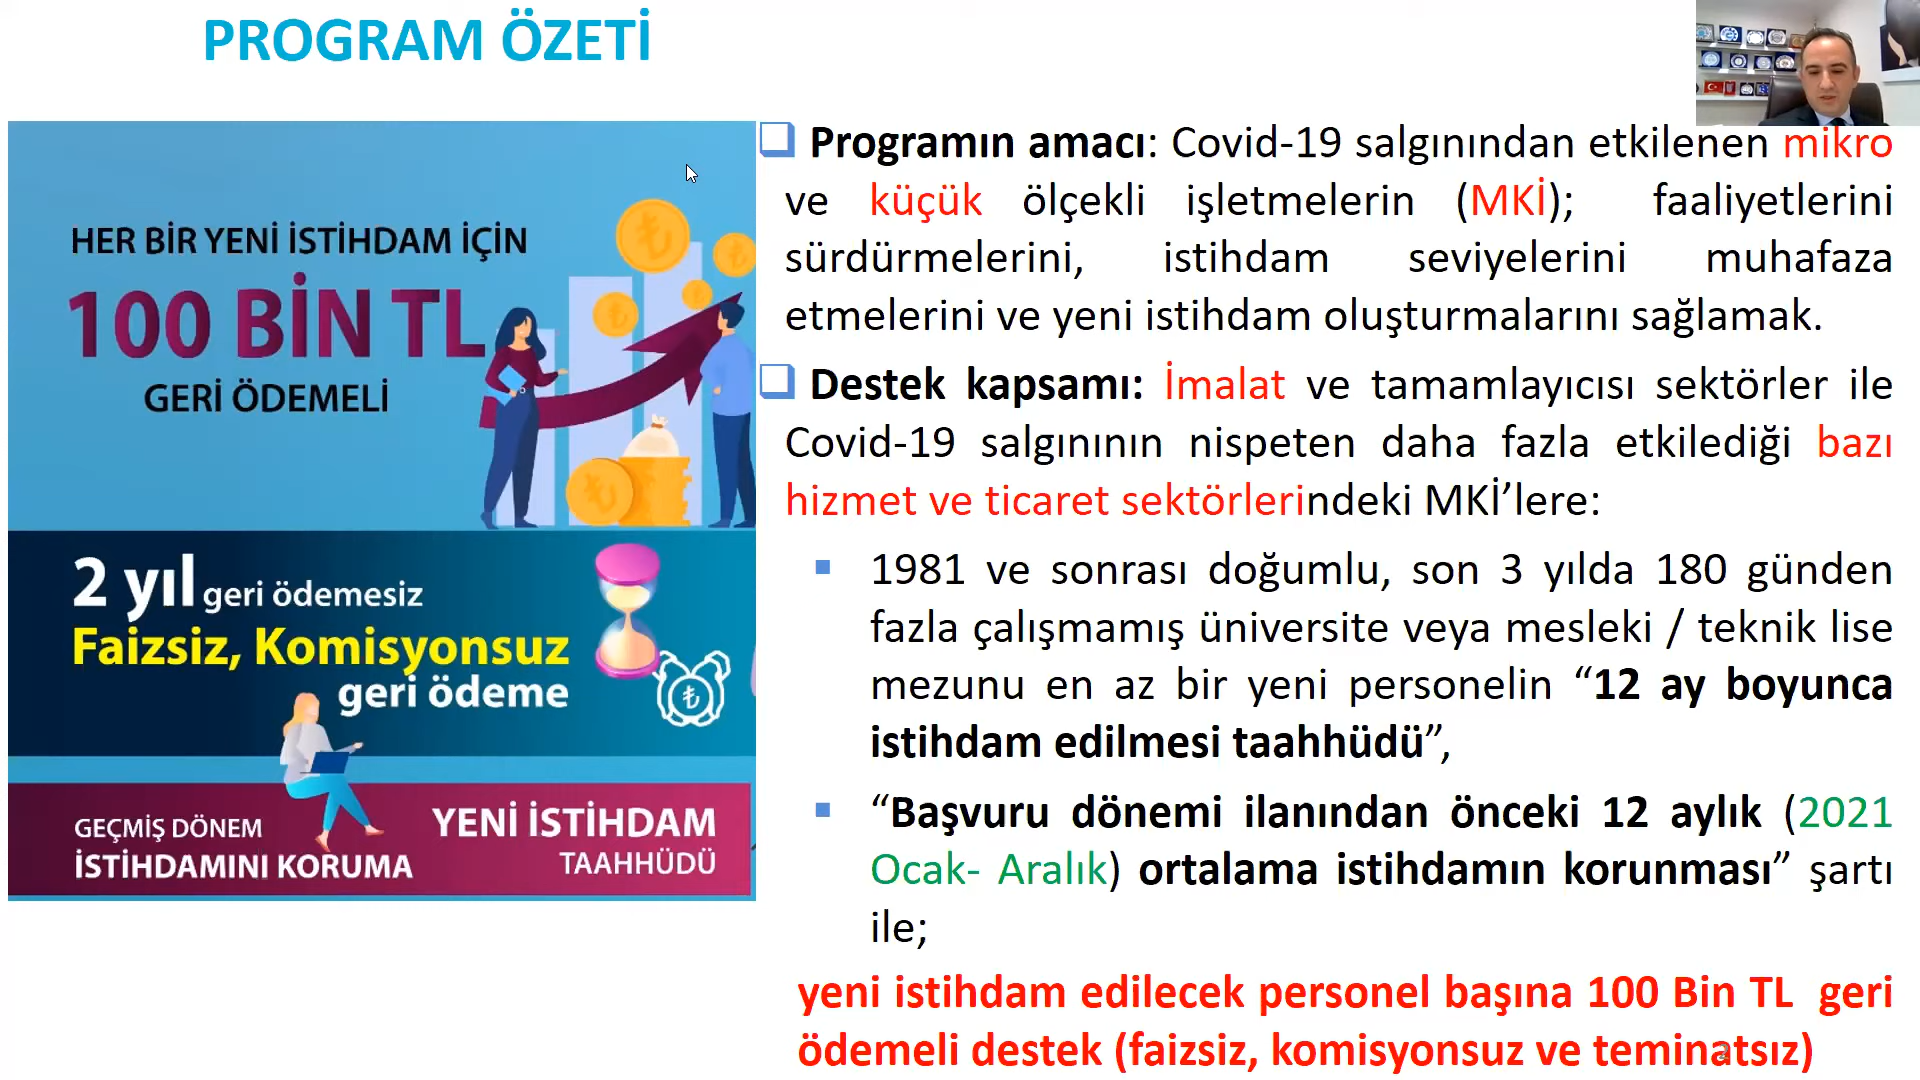 PROGRAM ÖZETİ
HER BİR YENİ İSTİHDAM İÇİN
100 BİN TL
GERİ ÖDEMELİ
2 yıl geri ödemesiz
Faizsiz, Komisyonsuz
geri ödeme
GEÇMİŞ DÖNEM
İSTİHDAMINI KORUMA
YENİ İSTİHDAM
TAAHHÜDÜ
Programın amacı: Covid-19 salgınından etkilenen mikro
ve küçük ölçekli işletmelerin (MKİ); faaliyetlerini
sürdürmelerini, istihdam seviyelerini muhafaza
etmelerini ve yeni istihdam oluşturmalarını sağlamak.
Destek kapsamı: İmalat ve tamamlayıcısı sektörler ile
Covid-19 salgınının nispeten daha fazla etkilediği bazı
hizmet ve ticaret sektörlerindeki MKİ’lere:
1981 ve sonrası doğumlu, son 3 yılda 180 günden
fazla çalışmamış üniversite veya mesleki / teknik lise
mezunu en az bir yeni personelin “12 ay boyunca
istihdam edilmesi taahhüdü”,
“Başvuru dönemi ilanından önceki 12 aylık (2021
Ocak- Aralık) ortalama istihdamın korunması” şartı
ile;
yeni istihdam edilecek personel başına 100 Bin TL geri
ödemeli destek (faizsiz, komisyonsuz ve teminatsız)